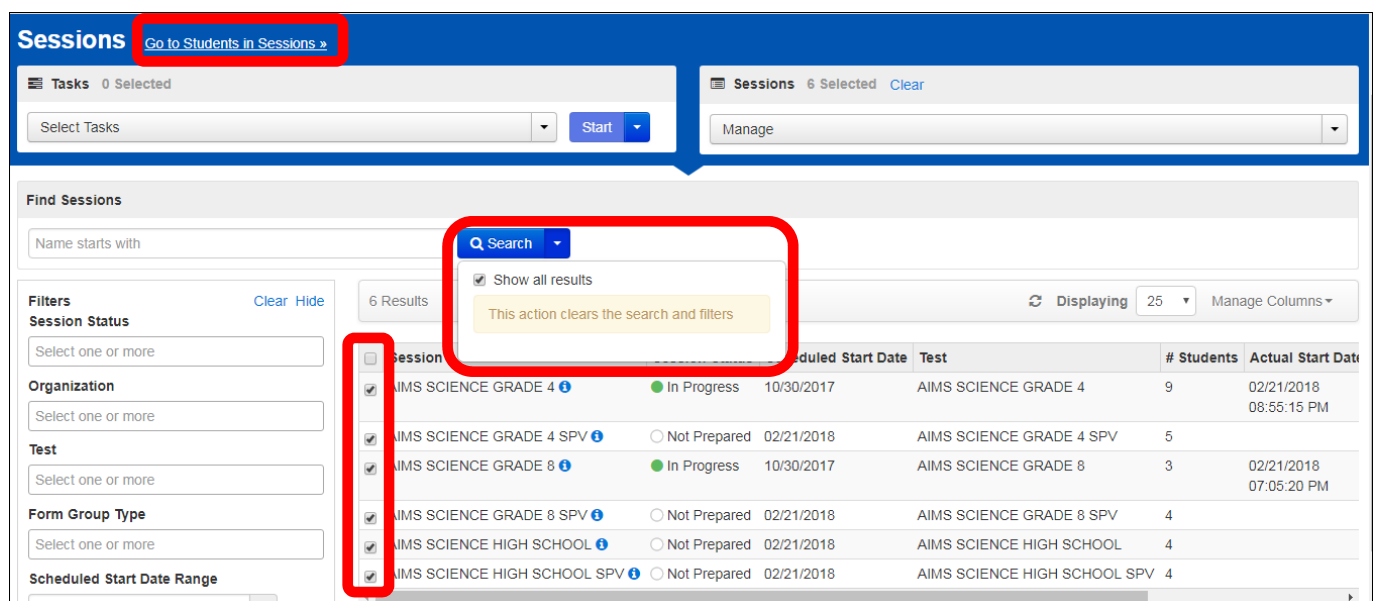 Sessions Go to Students in Sessions »
Tasks 0 Selected
Sessions 6 Selected Clear
Select Tasks
Start
Manage
Find Sessions
Name starts with
Search
Show all results
This action clears the search and filters
Filters Clear Hide
Session Status
Select one or more
Organization
Select one or more
Test
Select one or more
Form Group Type
Select one or more
Scheduled Start Date Range
6 Results Displaying 25 Manage Columns
Session Scheduled Start Date Test # Students Actual Start Date
AIMS SCIENCE GRADE 4 In Progress 10/30/2017 AIMS SCIENCE GRADE 4 9 02/21/2018
08:55:15 PM
AIMS SCIENCE GRADE 4 SPV Not Prepared 02/21/2018 AIMS SCIENCE GRADE 4 SPV 5
AIMS SCIENCE GRADE 8 In Progress 10/30/2017 AIMS SCIENCE GRADE 8 3 02/21/2018
07:05:20 PM
AIMS SCIENCE GRADE 8 SPV Not Prepared 02/21/2018 AIMS SCIENCE GRADE 8 SPV 4
AIMS SCIENCE HIGH SCHOOL Not Prepared 02/21/2018 AIMS SCIENCE HIGH SCHOOL 4
AIMS SCIENCE HIGH SCHOOL SPV Not Prepared 02/21/2018 AIMS SCIENCE HIGH SCHOOL SPV 4